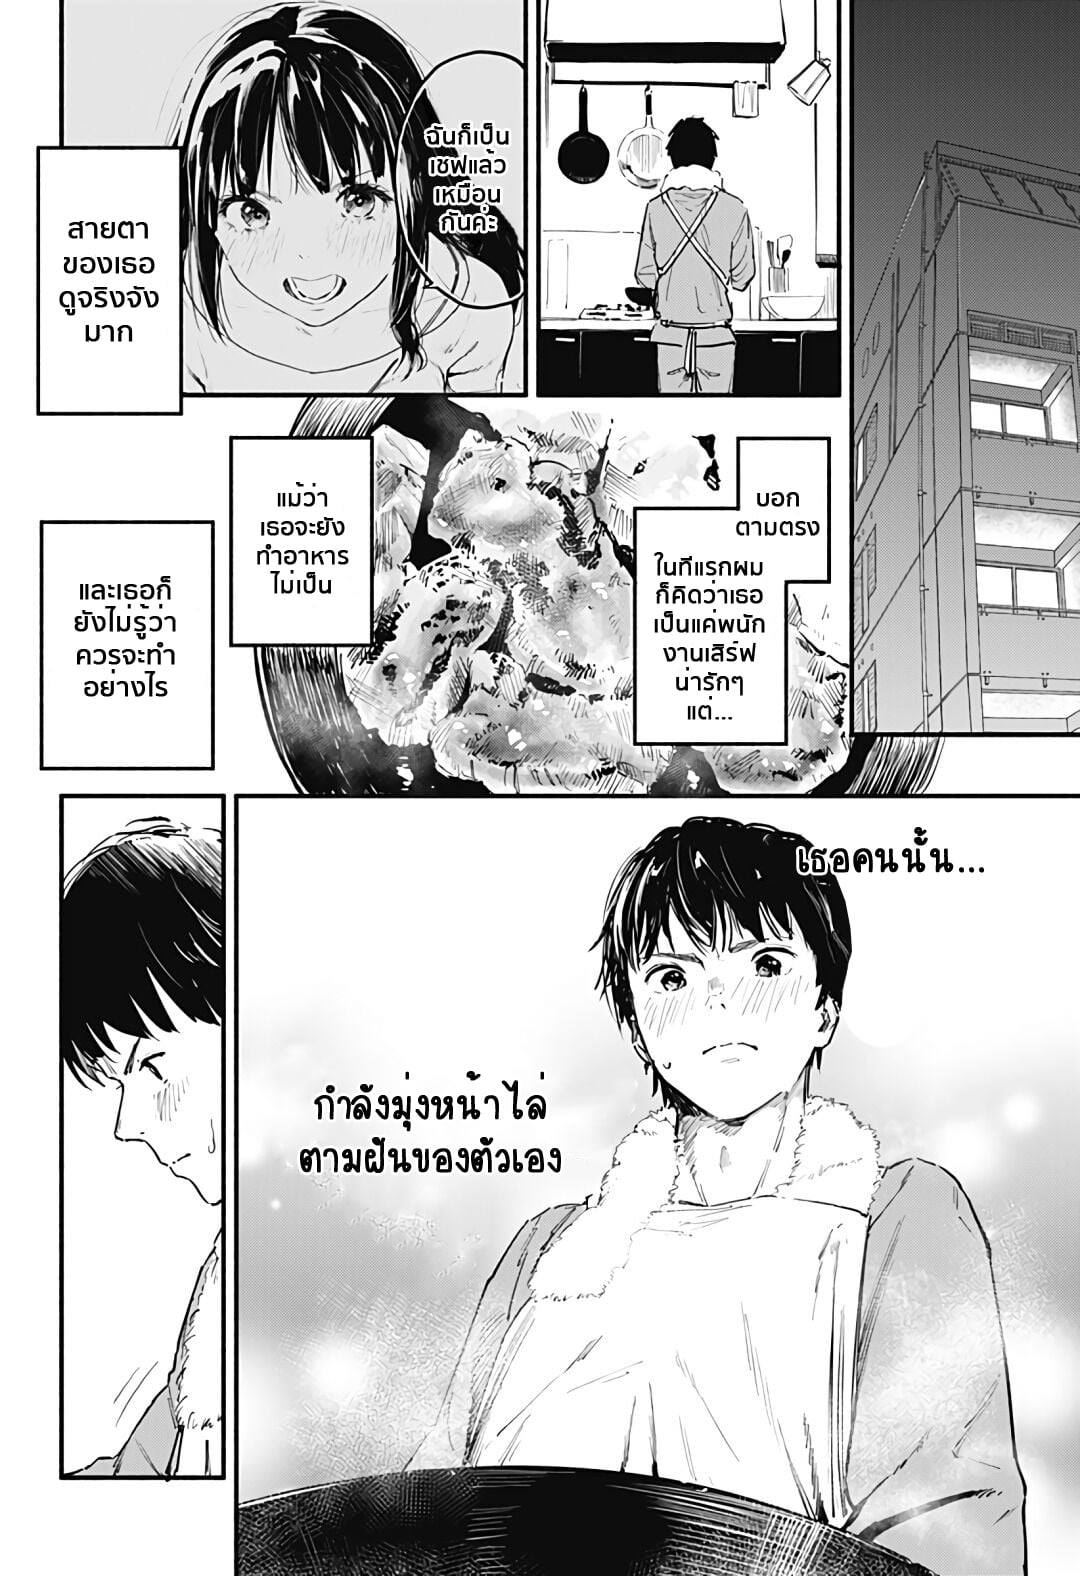 ฉันก็เป็น
เชฟแล้ว
เหมือน
กันค่ะ
สายตา
ของเธอ
ดูจริงจัง
มาก
บอก
ตามตรง
ในทีแรกผม
ก็คิดว่าเธอ
เป็นแค่พนัก
งานเสิร์ฟ
น่ารักๆ
แต่...
แม้ว่า
เธอจะยัง
ทำอาหาร
ไม่เป็น
และเธอก็
ยังไม่รู้ว่า
ควรจะทำ
อย่างไร
เธอคนนั้น...
กำลังมุ่งหน้าไล่
ตามฝันของตัวเอง